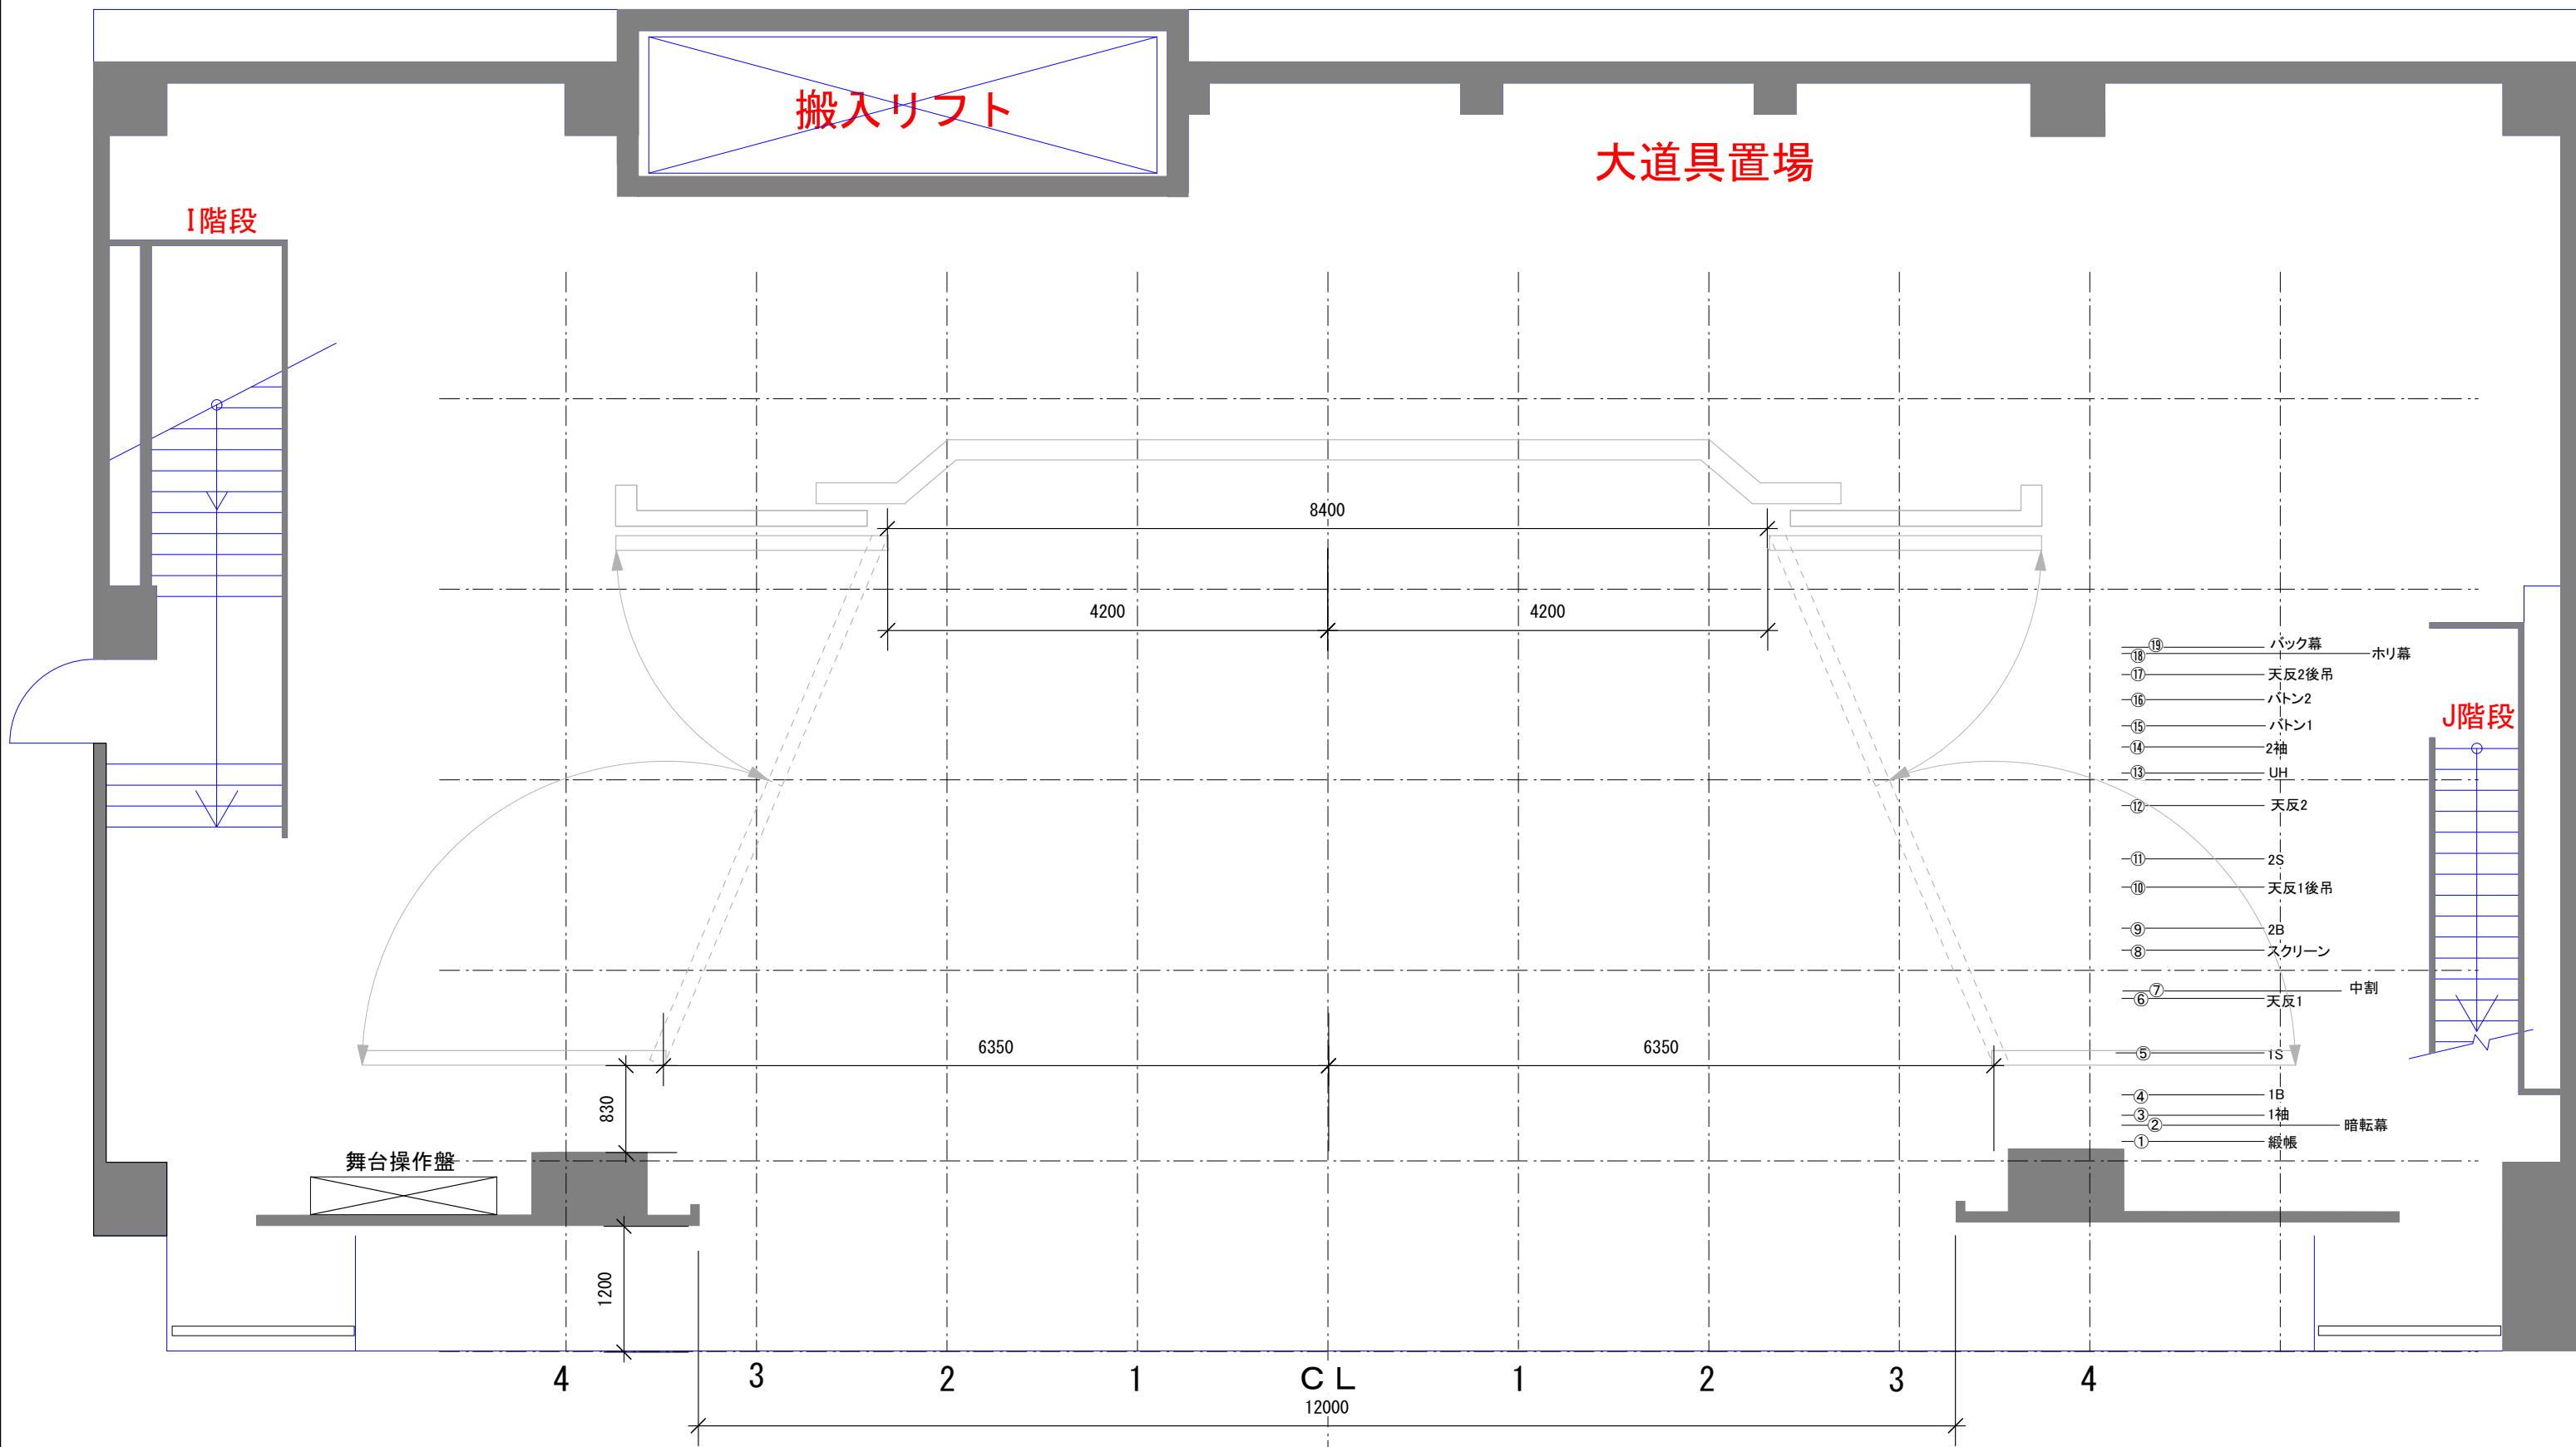 搬入リフト
大道具置場
I階段
8400
4200
4200
⑲ バック幕
⑱ ホリ幕
⑰ 天反2後吊
⑯ バトン2
⑮ バトン1
⑭ 2袖
⑬ UH
⑫ 天反2
⑪ 2S
⑩ 天反1後吊
⑨ 2B
⑧ スクリーン
⑦ 中割
⑥ 天反1
⑤ 1S
④ 1B
③ 1袖
② 暗転幕
① 緞帳
J階段
6350
6350
830
舞台操作盤
1200
4 3 2 1 CL 1 2 3 4
12000